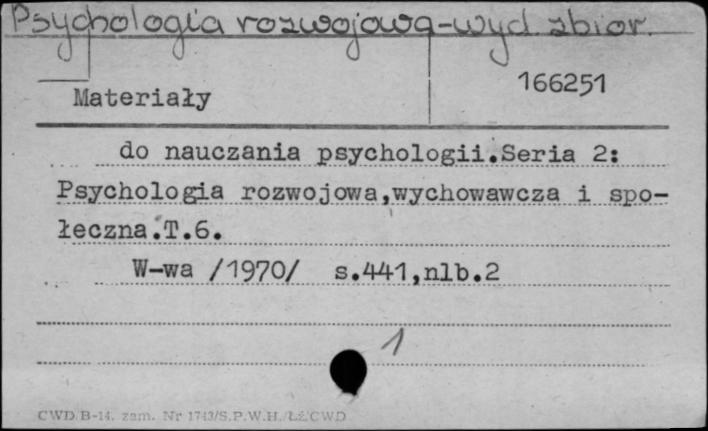 Psychologia rozwojowa-wyd. zbior.
166251
Materiały
do nauczania psychologii.Seria 2:
Psychologia rozwojowa,wychowawcza i spo-
łeczna.T.6.
W-wa /1970/ s.441,nlb.2
1
CWD B-14. zam. Nr 1743/S.P.W.H./ŁŻ/CWD